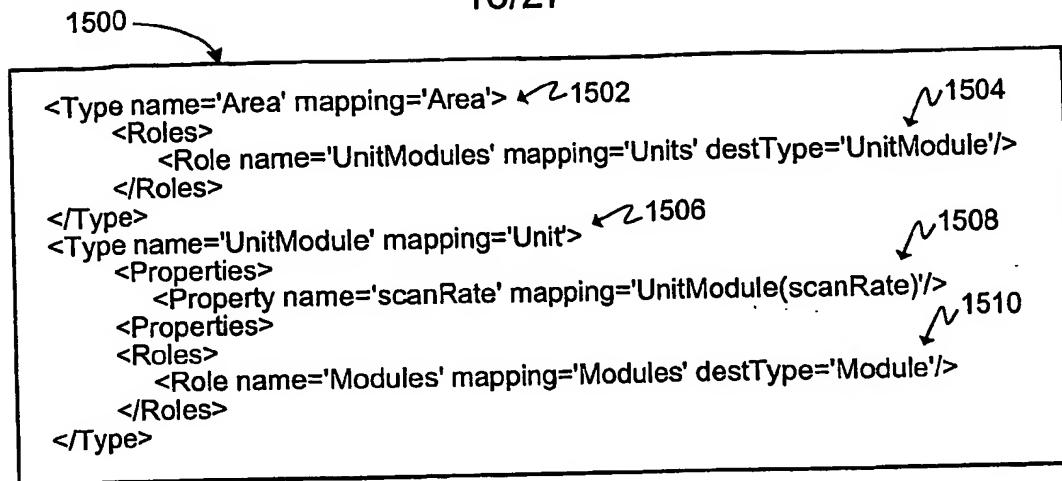 1500
<Type name='Area' mapping='Area'> 1502
<Roles> 1504
<Role name='UnitModules' mapping='Units' destType='UnitModule'/>
</Roles>
</Type>
<Type name='UnitModule' mapping='Unit'> 1506
<Properties> 1508
<Property name='scanRate' mapping='UnitModule(scanRate)'/>
<Properties> 1510
<Roles>
<Role name='Modules' mapping='Modules' destType='Module'/>
</Roles>
</Type>